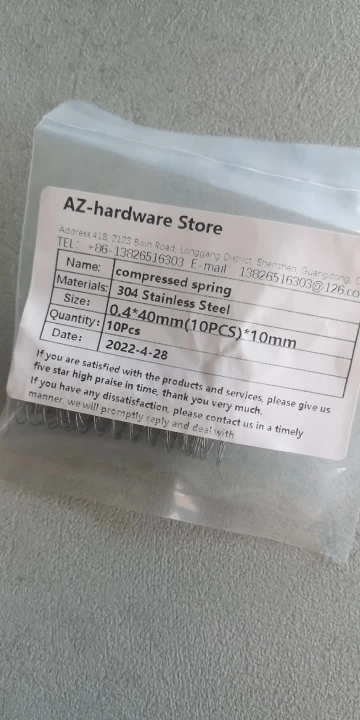 AZ-hardware Store
Address:418, 2123 Bain Road, Longgang District, Shenzhen, Guangdong
TEL: +86-13826516303 E-mail: 13826516303@126.co
Name: compressed spring
Materials: 304 Stainless Steel
Size: 0.4*40mm(10PCS)*10mm
Quantity: 10Pcs
Date: 2022-4-28
If you are satisfied with the products and services, please give us
five star high praise in time, thank you very much.
If you have any dissatisfaction, please contact us in a timely
manner, we will promptly reply and deal with